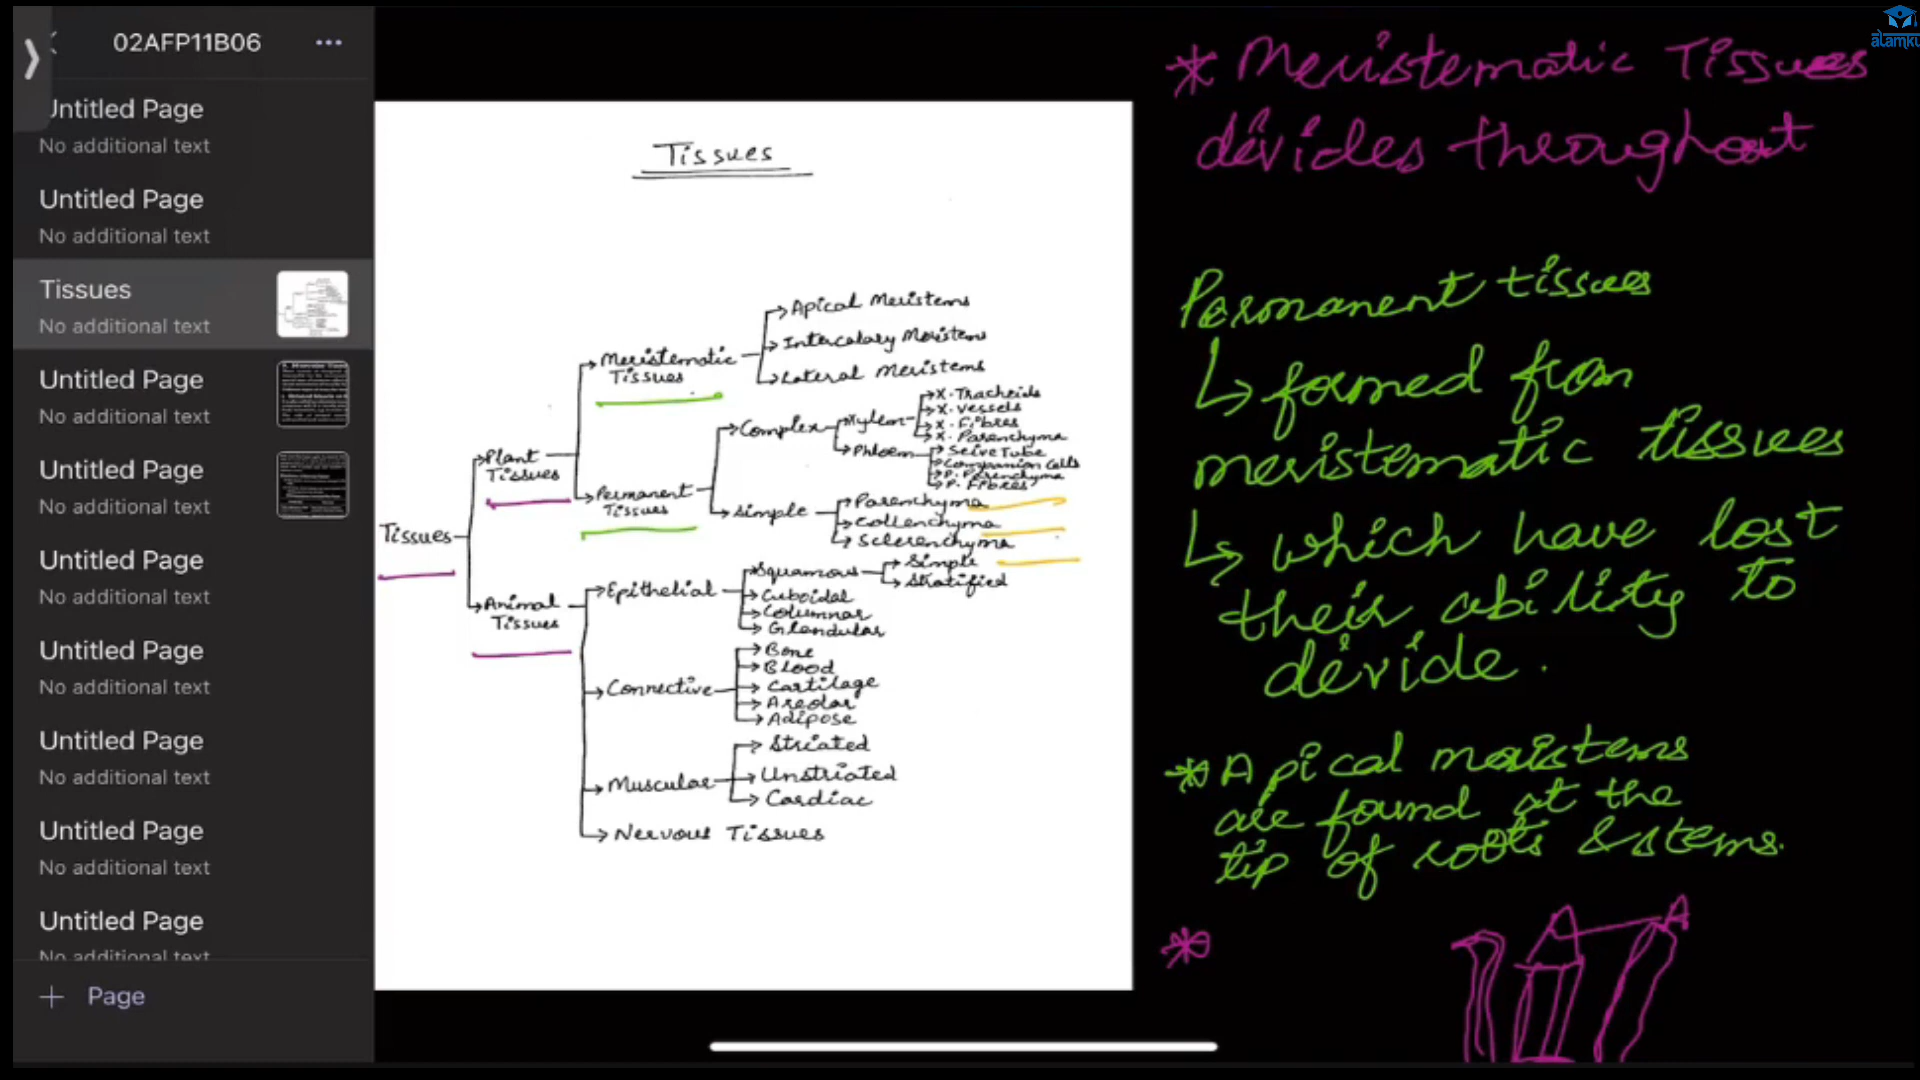 02AFP11B06
Untitled Page
No additional text
Untitled Page
No additional text
Tissues
No additional text
Untitled Page
No additional text
Untitled Page
No additional text
Untitled Page
No additional text
Untitled Page
No additional text
Untitled Page
No additional text
Untitled Page
No additional text
Untitled Page
No additional text
+ Page
Tissues
Tissues
Plant
Tissues
Meristematic
Tissues
Apical Meristems
Intercalary Meristems
Lateral Meristems
Permanent
Tissues
Complex
Xylem
X. Tracheids
X. Vessels
X. Fibres
X. Parenchyma
Phloem
Seive Tube
Companion Cells
P. Parenchyma
P. Fibres
Simple
Parenchyma
Collenchyma
Sclerenchyma
Animal
Tissues
Epithelial
Squamous
Simple
Stratified
Cuboidal
Columnar
Glandular
Connective
Bone
Blood
Cartilage
Areolar
Adipose
Muscular
Striated
Unstriated
Cardiac
Nervous Tissues
* Meristematic Tissues
divides throughout
Permanent tissues
↳ formed from
meristematic tissues
↳ which have lost
their ability to
divide.
* Apical meristems
are found at the
tip of roots & stems.
*
A